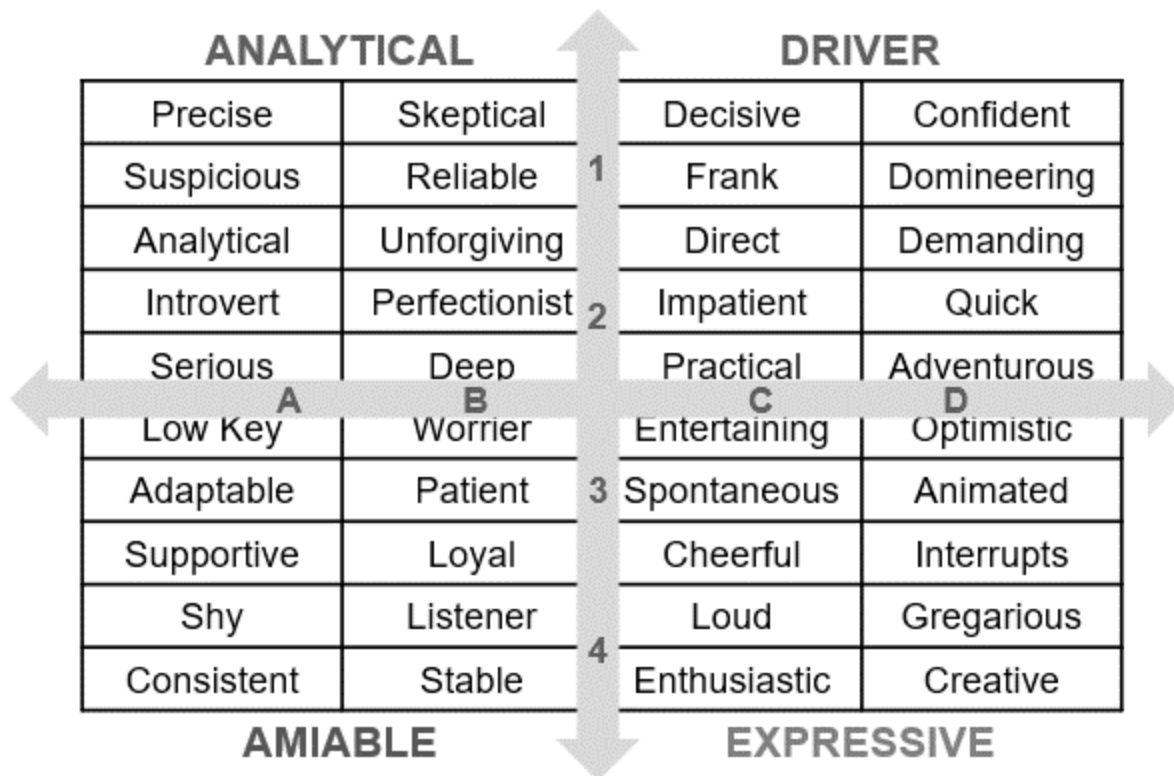 ANALYTICAL DRIVER
Precise Skeptical Decisive Confident
1
Suspicious Reliable Frank Domineering
Analytical Unforgiving Direct Demanding
Introvert Perfectionist 2 Impatient Quick
Serious Deep Practical Adventurous
A B C D
Low Key Worrier Entertaining Optimistic
Adaptable Patient 3 Spontaneous Animated
Supportive Loyal Cheerful Interrupts
Shy Listener Loud Gregarious
4
Consistent Stable Enthusiastic Creative
AMIABLE EXPRESSIVE